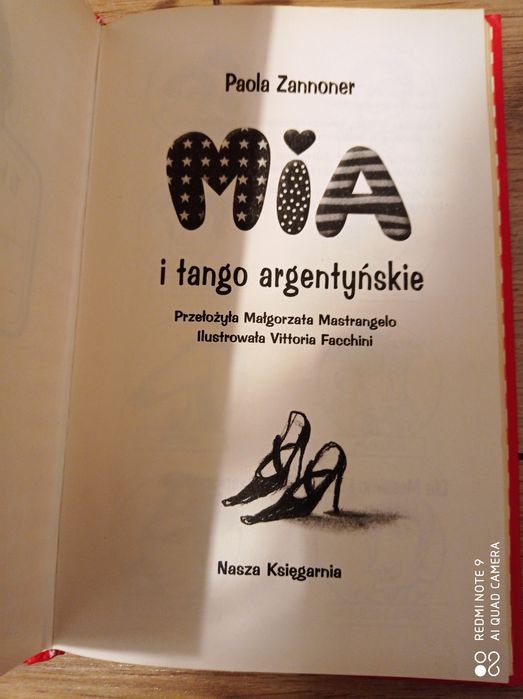 Paola Zannoner
MiA
i tango argentyńskie
Przełożyła Małgorzata Mastrangelo
Ilustrowała Vittoria Facchini
Nasza Księgarnia
REDMI NOTE 9
AI QUAD CAMERA